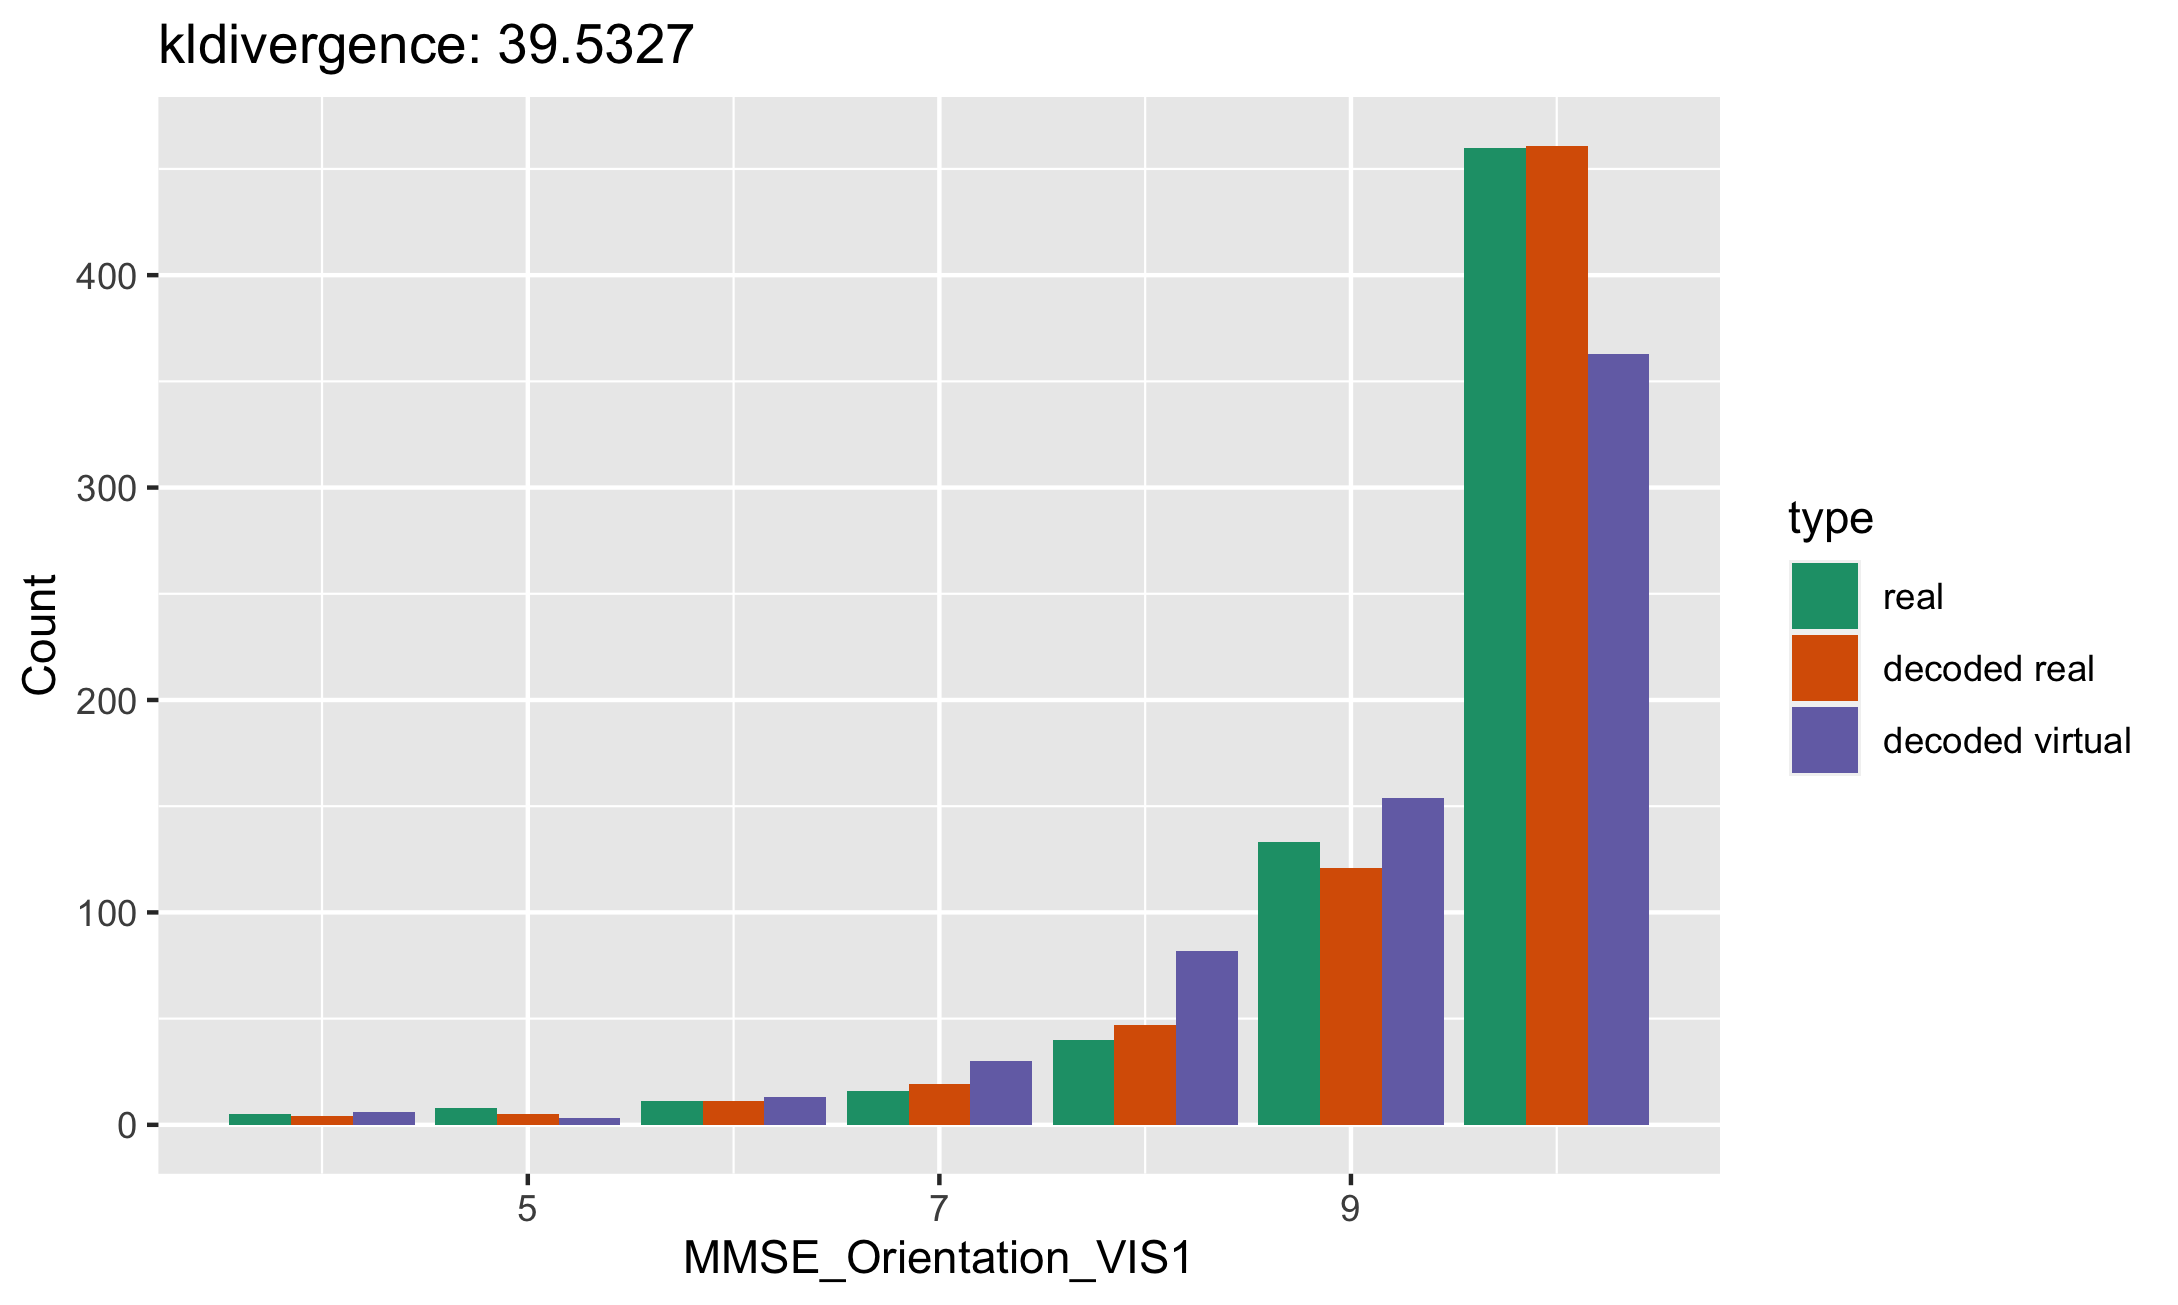 kldivergence: 39.5327
Count
400
300
200
100
0
5 7 9
MMSE_Orientation_VIS1
type
real
decoded real
decoded virtual